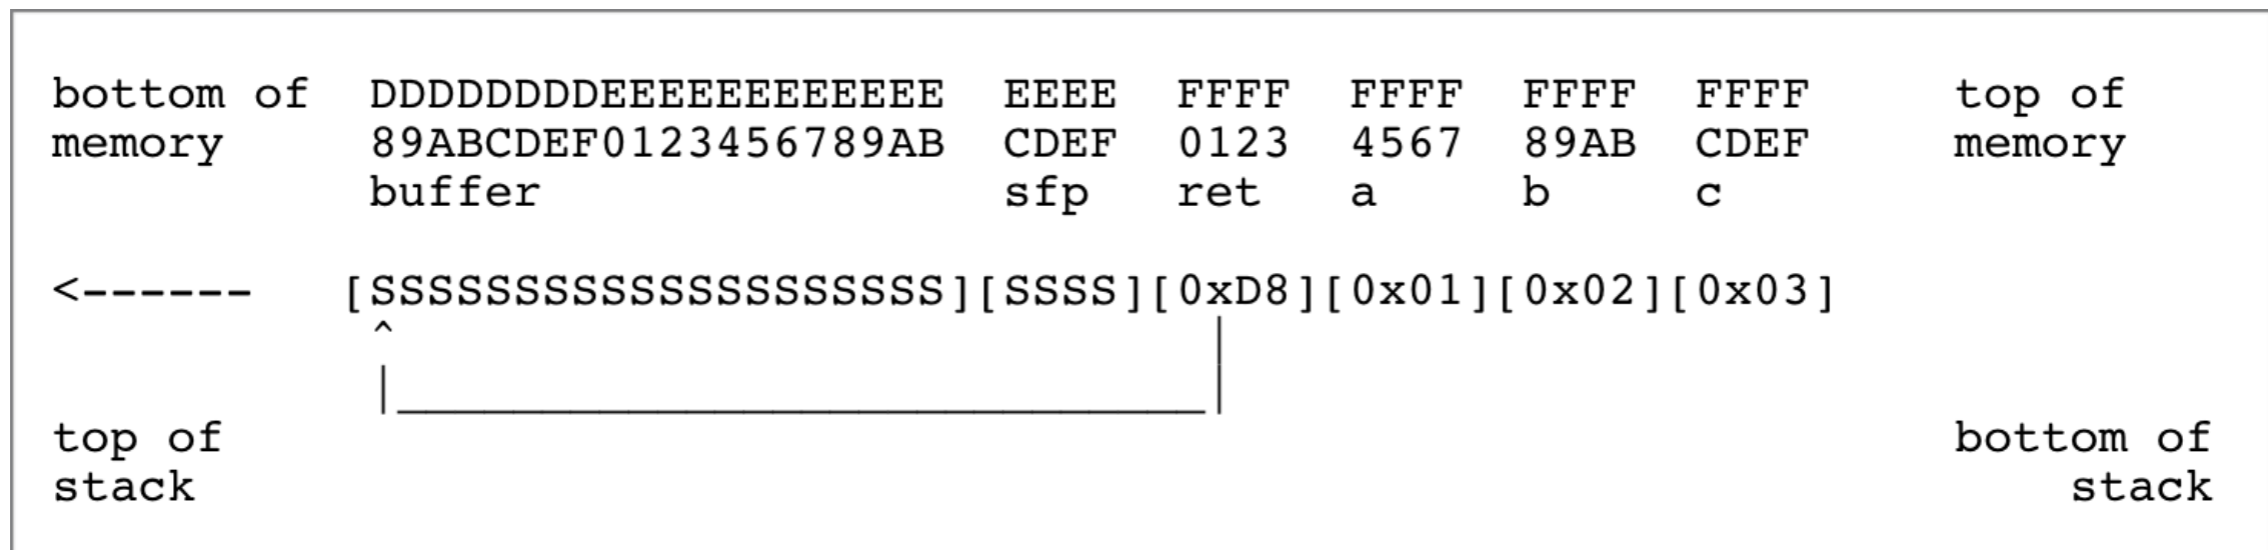 bottom of  DDDDDDDDEEEEEEEEEEEE  EEEE  FFFF  FFFF  FFFF  FFFF     top of
memory     89ABCDEF0123456789AB  CDEF  0123  4567  89AB  CDEF     memory
           buffer                sfp   ret   a     b     c
<------   [SSSSSSSSSSSSSSSSSSSS][SSSS][0xD8][0x01][0x02][0x03]
           ^                            |
           |____________________________|
top of                                                            bottom of
stack                                                                 stack